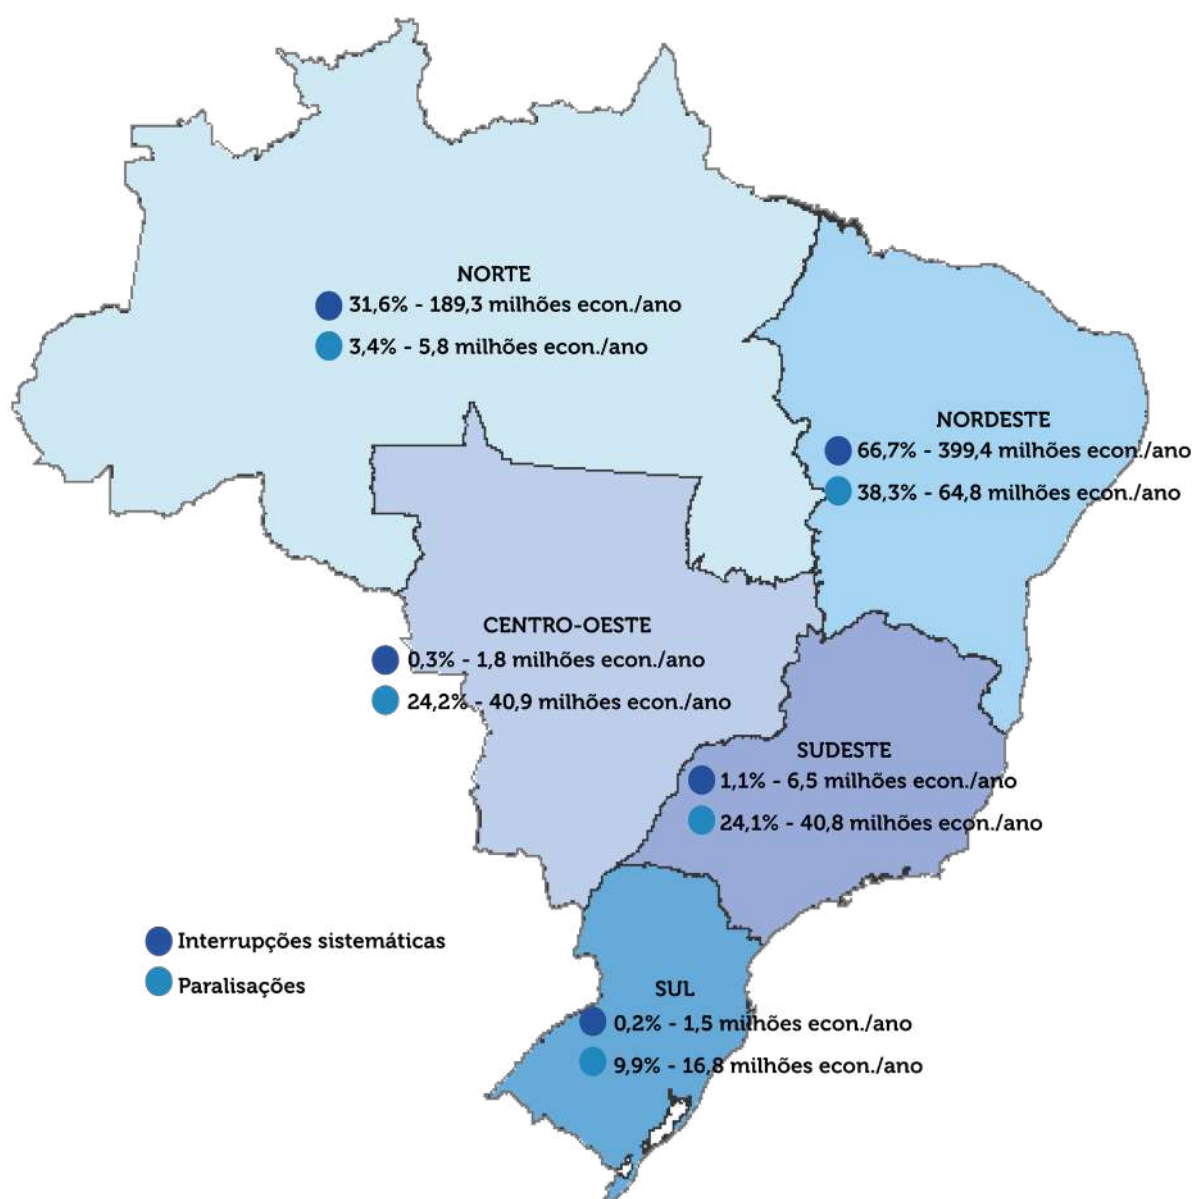 NORTE
31,6% - 189,3 milhões econ./ano
3,4% - 5,8 milhões econ./ano
NORDESTE
66,7% - 399,4 milhões econ./ano
38,3% - 64,8 milhões econ./ano
CENTRO-OESTE
0,3% - 1,8 milhões econ./ano
24,2% - 40,9 milhões econ./ano
SUDESTE
1,1% - 6,5 milhões econ./ano
24,1% - 40,8 milhões econ./ano
Interrupções sistemáticas
Paralisações
SUL
0,2% - 1,5 milhões econ./ano
9,9% - 16,8 milhões econ./ano